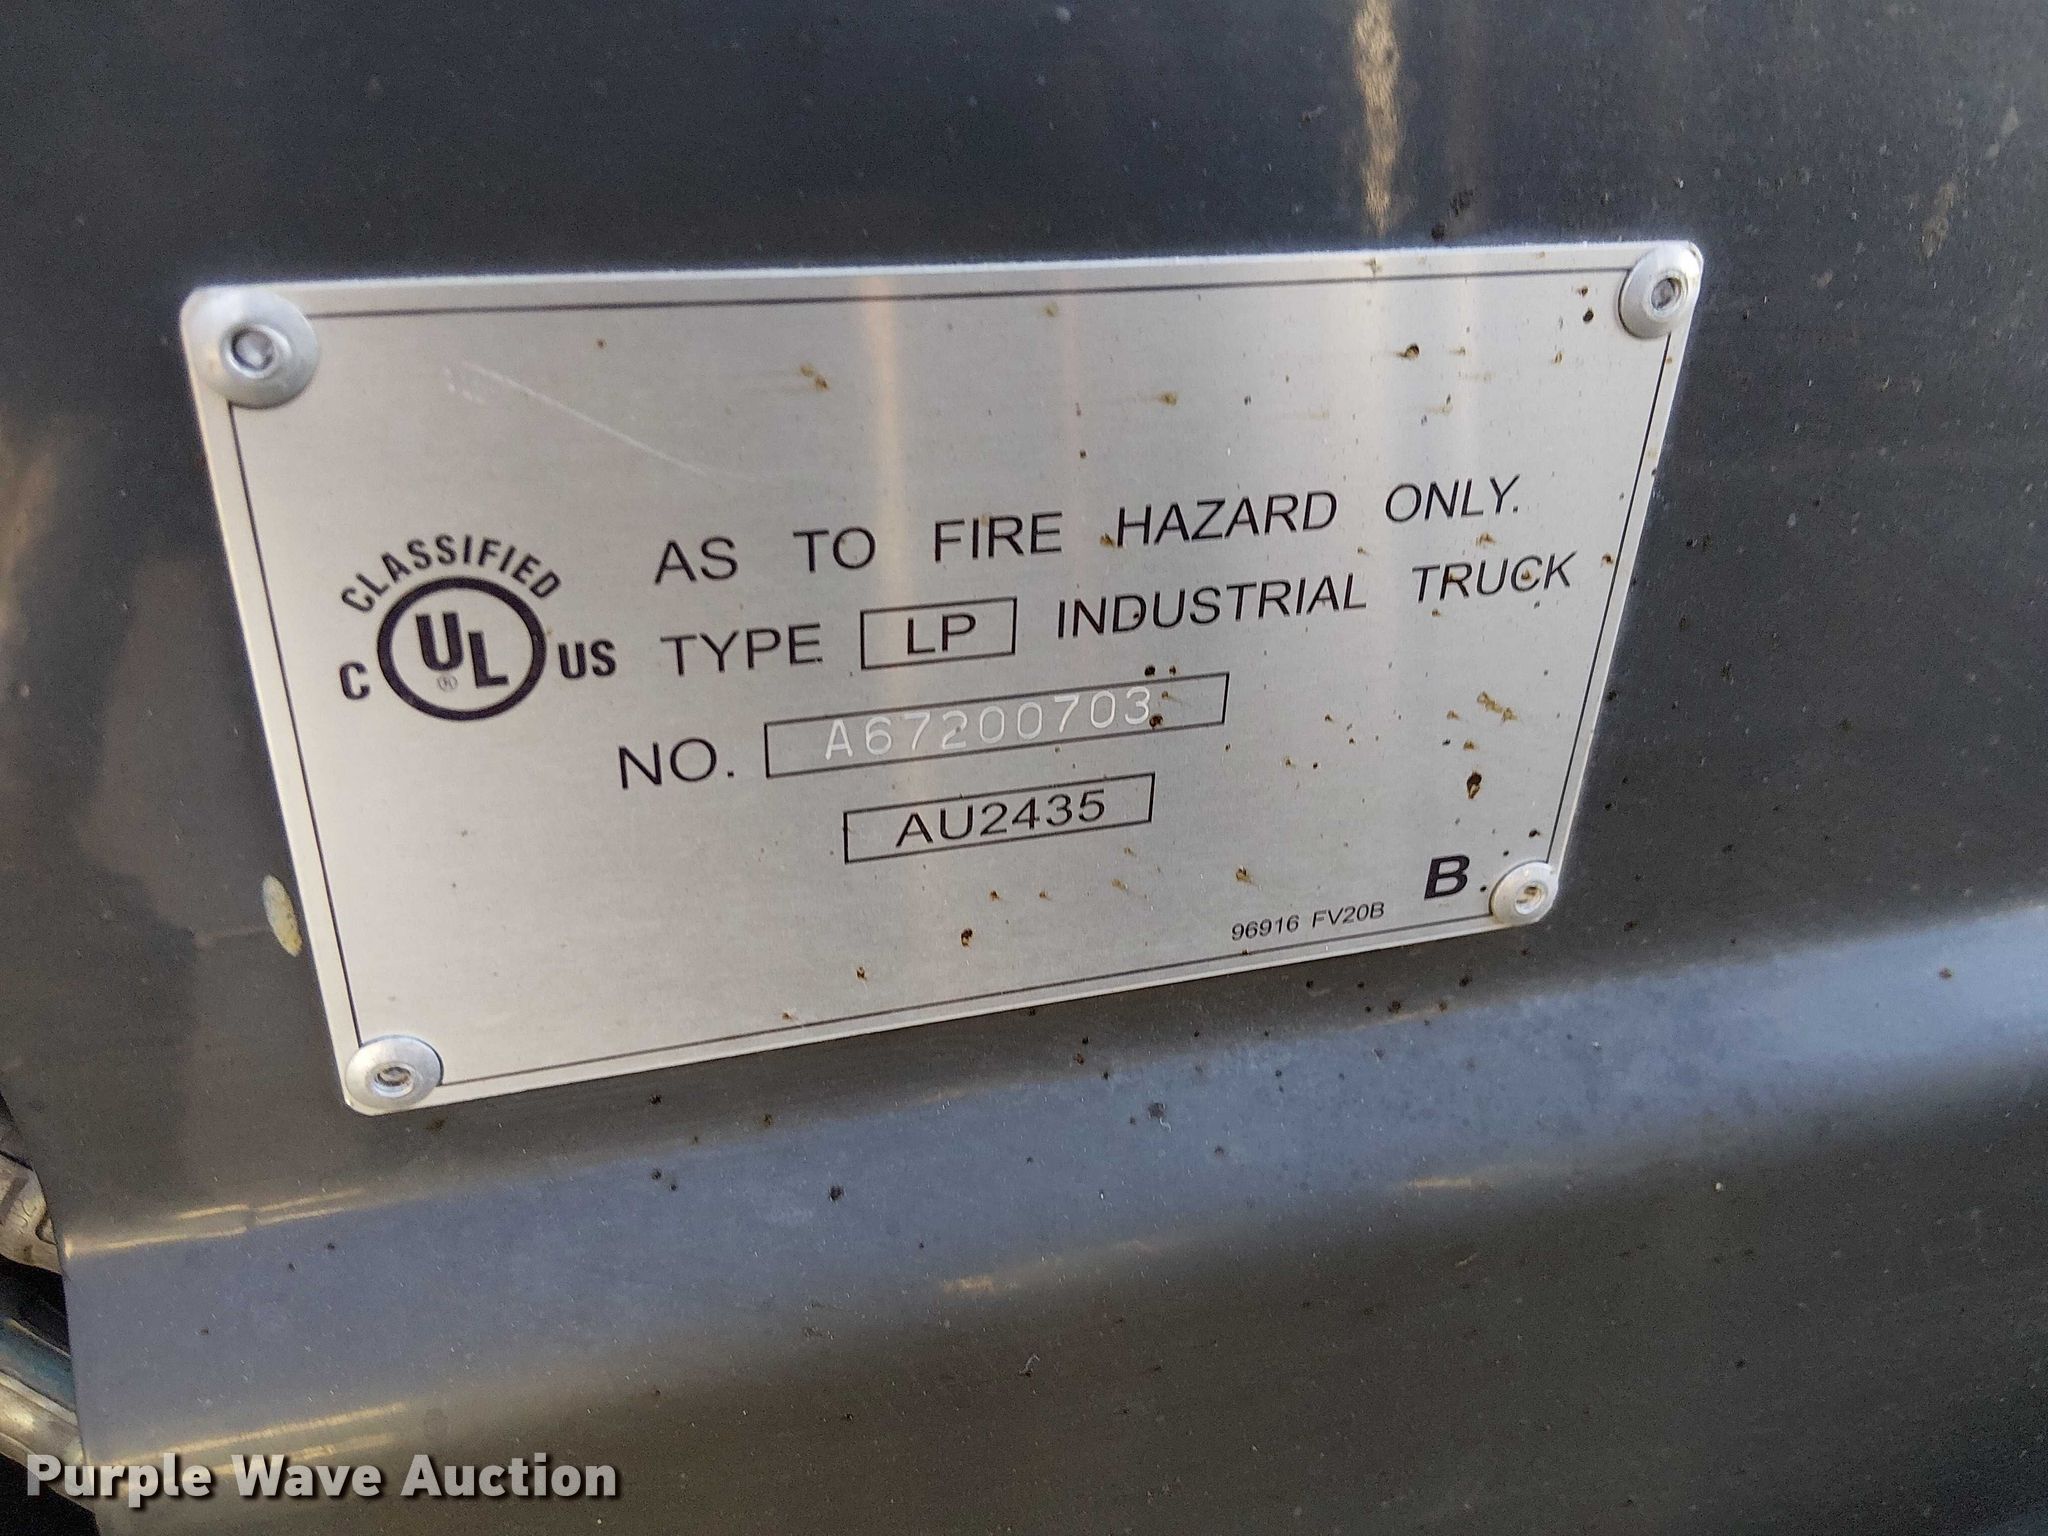 CLASSIFIED
C UL® US
AS TO FIRE HAZARD ONLY.
TYPE LP INDUSTRIAL TRUCK
NO. A67200703
AU2435
B
96916 FV20B
Purple Wave Auction